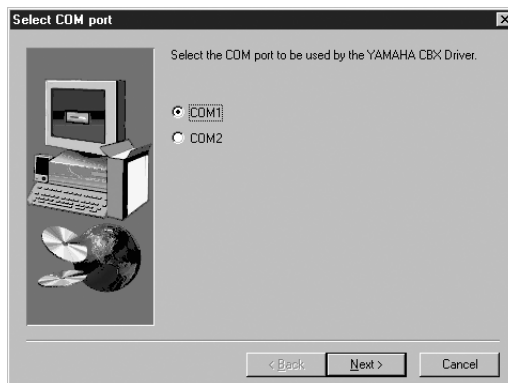 Select COM port
Select the COM port to be used by the YAMAHA CBX Driver.
COM1
COM2
< Back
Next >
Cancel